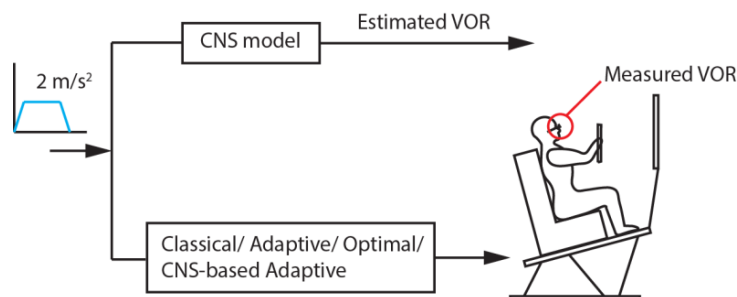 CNS model
Estimated VOR
2 m/s²
Measured VOR
Classical/ Adaptive/ Optimal/
CNS-based Adaptive